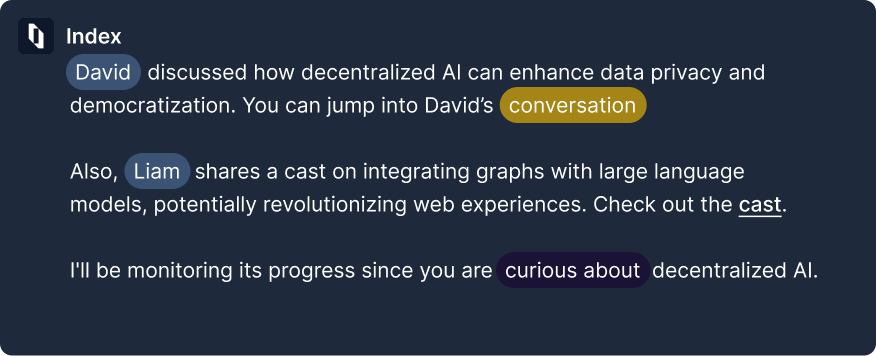 Index
David discussed how decentralized AI can enhance data privacy and
democratization. You can jump into David’s conversation
Also, Liam shares a cast on integrating graphs with large language
models, potentially revolutionizing web experiences. Check out the cast.
I'll be monitoring its progress since you are curious about decentralized AI.